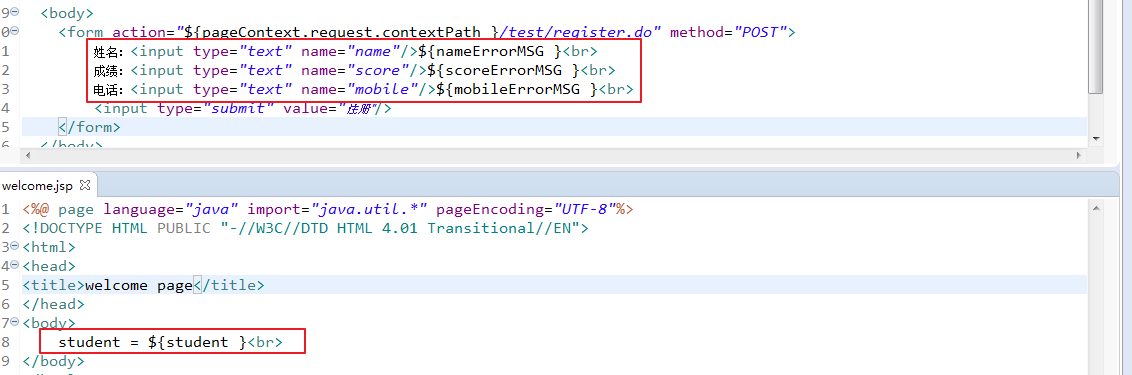 9 <body>
0 <form action="${pageContext.request.contextPath }/test/register.do" method="POST">
1 姓名：<input type="text" name="name"/>${nameErrorMSG }<br>
2 成绩：<input type="text" name="score"/>${scoreErrorMSG }<br>
3 电话：<input type="text" name="mobile"/>${mobileErrorMSG }<br>
4 <input type="submit" value="注册"/>
5 </form>
6 </body>
welcome.jsp
1 <%@ page language="java" import="java.util.*" pageEncoding="UTF-8"%>
2 <!DOCTYPE HTML PUBLIC "-//W3C//DTD HTML 4.01 Transitional//EN">
3 <html>
4 <head>
5 <title>welcome page</title>
6 </head>
7 <body>
8 student = ${student }<br>
9 </body>